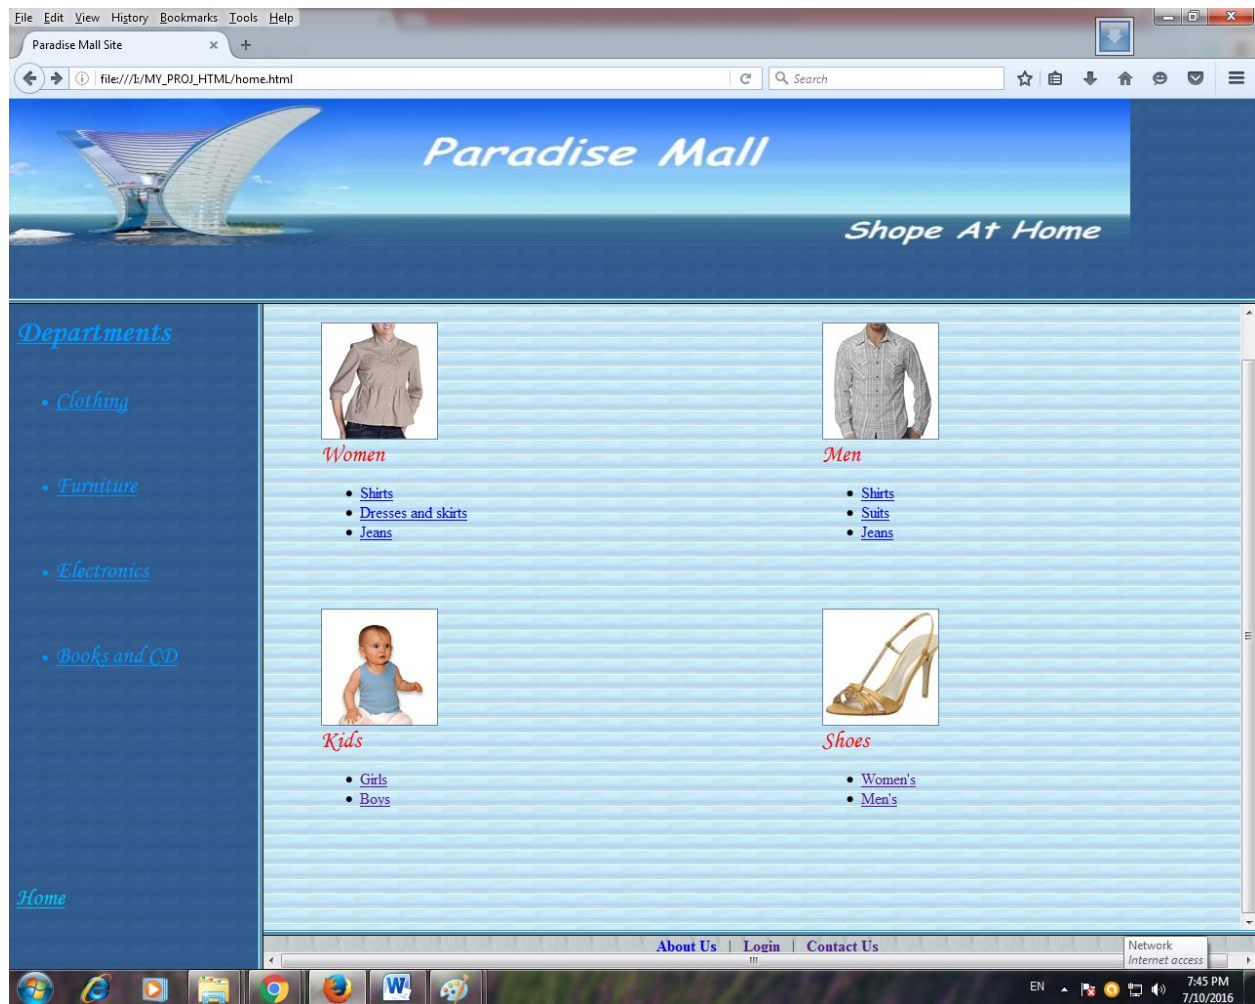 File Edit View History Bookmarks Tools Help
Paradise Mall Site
file:///I:/MY_PROJ_HTML/home.html
Search
Paradise Mall
Shope At Home
Departments
Clothing
Furniture
Electronics
Books and CD
Home
Women
Shirts
Dresses and skirts
Jeans
Men
Shirts
Suits
Jeans
Kids
Girls
Boys
Shoes
Women's
Men's
About Us | Login | Contact Us
Network
Internet access
EN
7:45 PM
7/10/2016